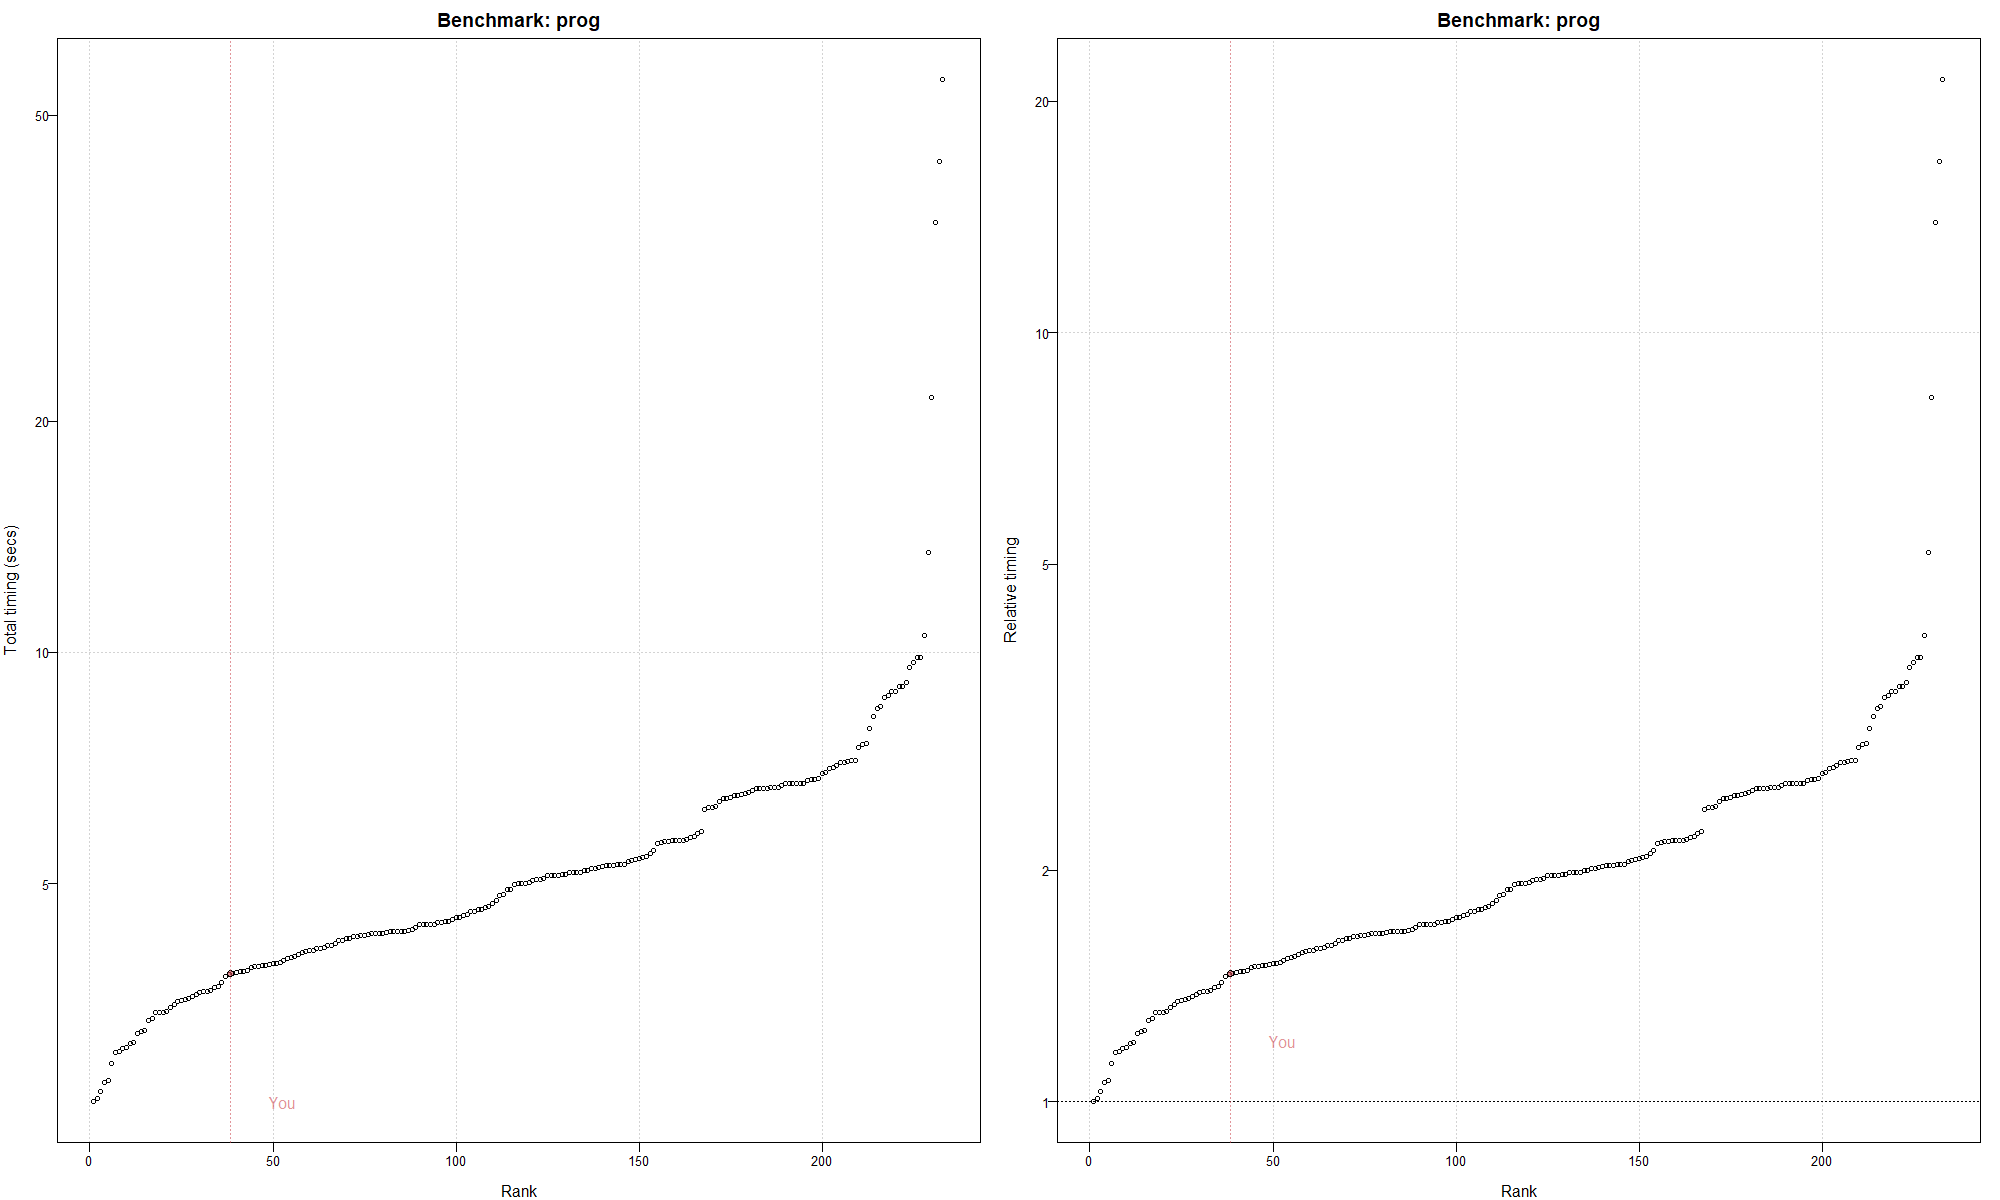 Benchmark: prog
Total timing (secs)
50
20
10
5
You
0 50 100 150 200
Rank
Benchmark: prog
Relative timing
20
10
5
2
1
You
0 50 100 150 200
Rank